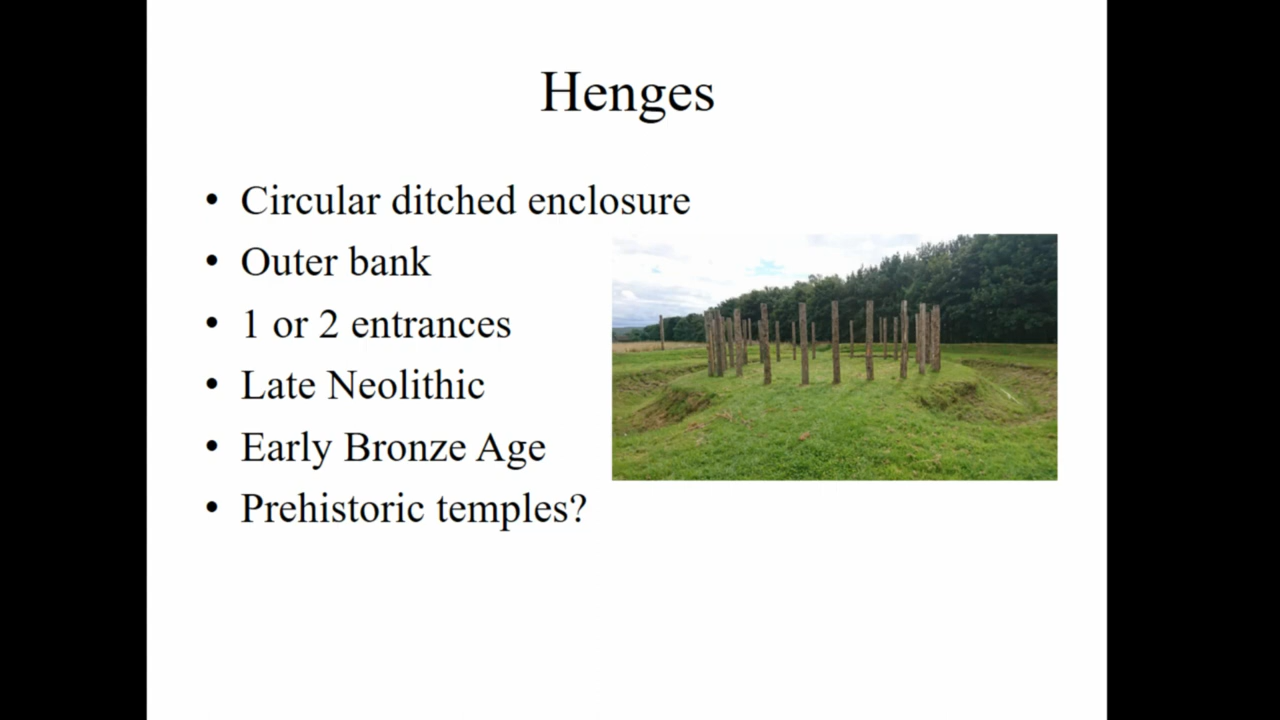 Henges
• Circular ditched enclosure
• Outer bank
• 1 or 2 entrances
• Late Neolithic
• Early Bronze Age
• Prehistoric temples?